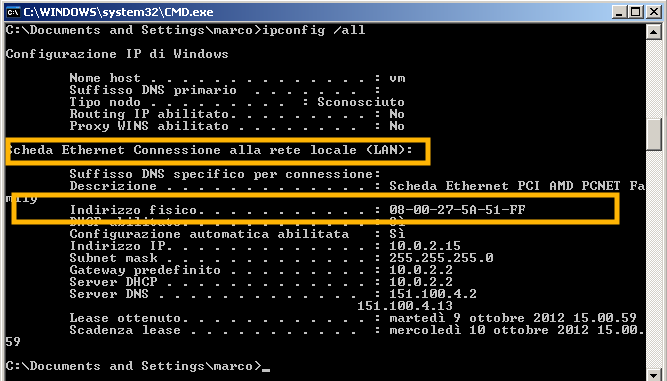 C:\WINDOWS\system32\CMD.exe
C:\Documents and Settings\marco>ipconfig /all
Configurazione IP di Windows
Nome host . . . . . . . . . . . . . . : vm
Suffisso DNS primario . . . . . . . :
Tipo nodo . . . . . . . . . : Sconosciuto
Routing IP abilitato. . . . . . . . . : No
Proxy WINS abilitato . . . . . . . . : No
Scheda Ethernet Connessione alla rete locale (LAN):
Suffisso DNS specifico per connessione:
Descrizione . . . . . . . . . . . . . : Scheda Ethernet PCI AMD PCNET Fa
mily
Indirizzo fisico. . . . . . . . . . . : 08-00-27-5A-51-FF
DHCP abilitato. . . . . . . . . . . . : Sì
Configurazione automatica abilitata : Sì
Indirizzo IP. . . . . . . . . . . . . : 10.0.2.15
Subnet mask . . . . . . . . . . . . . : 255.255.255.0
Gateway predefinito . . . . . . . . . : 10.0.2.2
Server DHCP . . . . . . . . . . . . . : 10.0.2.2
Server DNS . . . . . . . . . . . . . : 151.100.4.2
151.100.4.13
Lease ottenuto. . . . . . . . . . . . : martedì 9 ottobre 2012 15.00.59
Scadenza lease . . . . . . . . . . . : mercoledì 10 ottobre 2012 15.00.
59
C:\Documents and Settings\marco>_